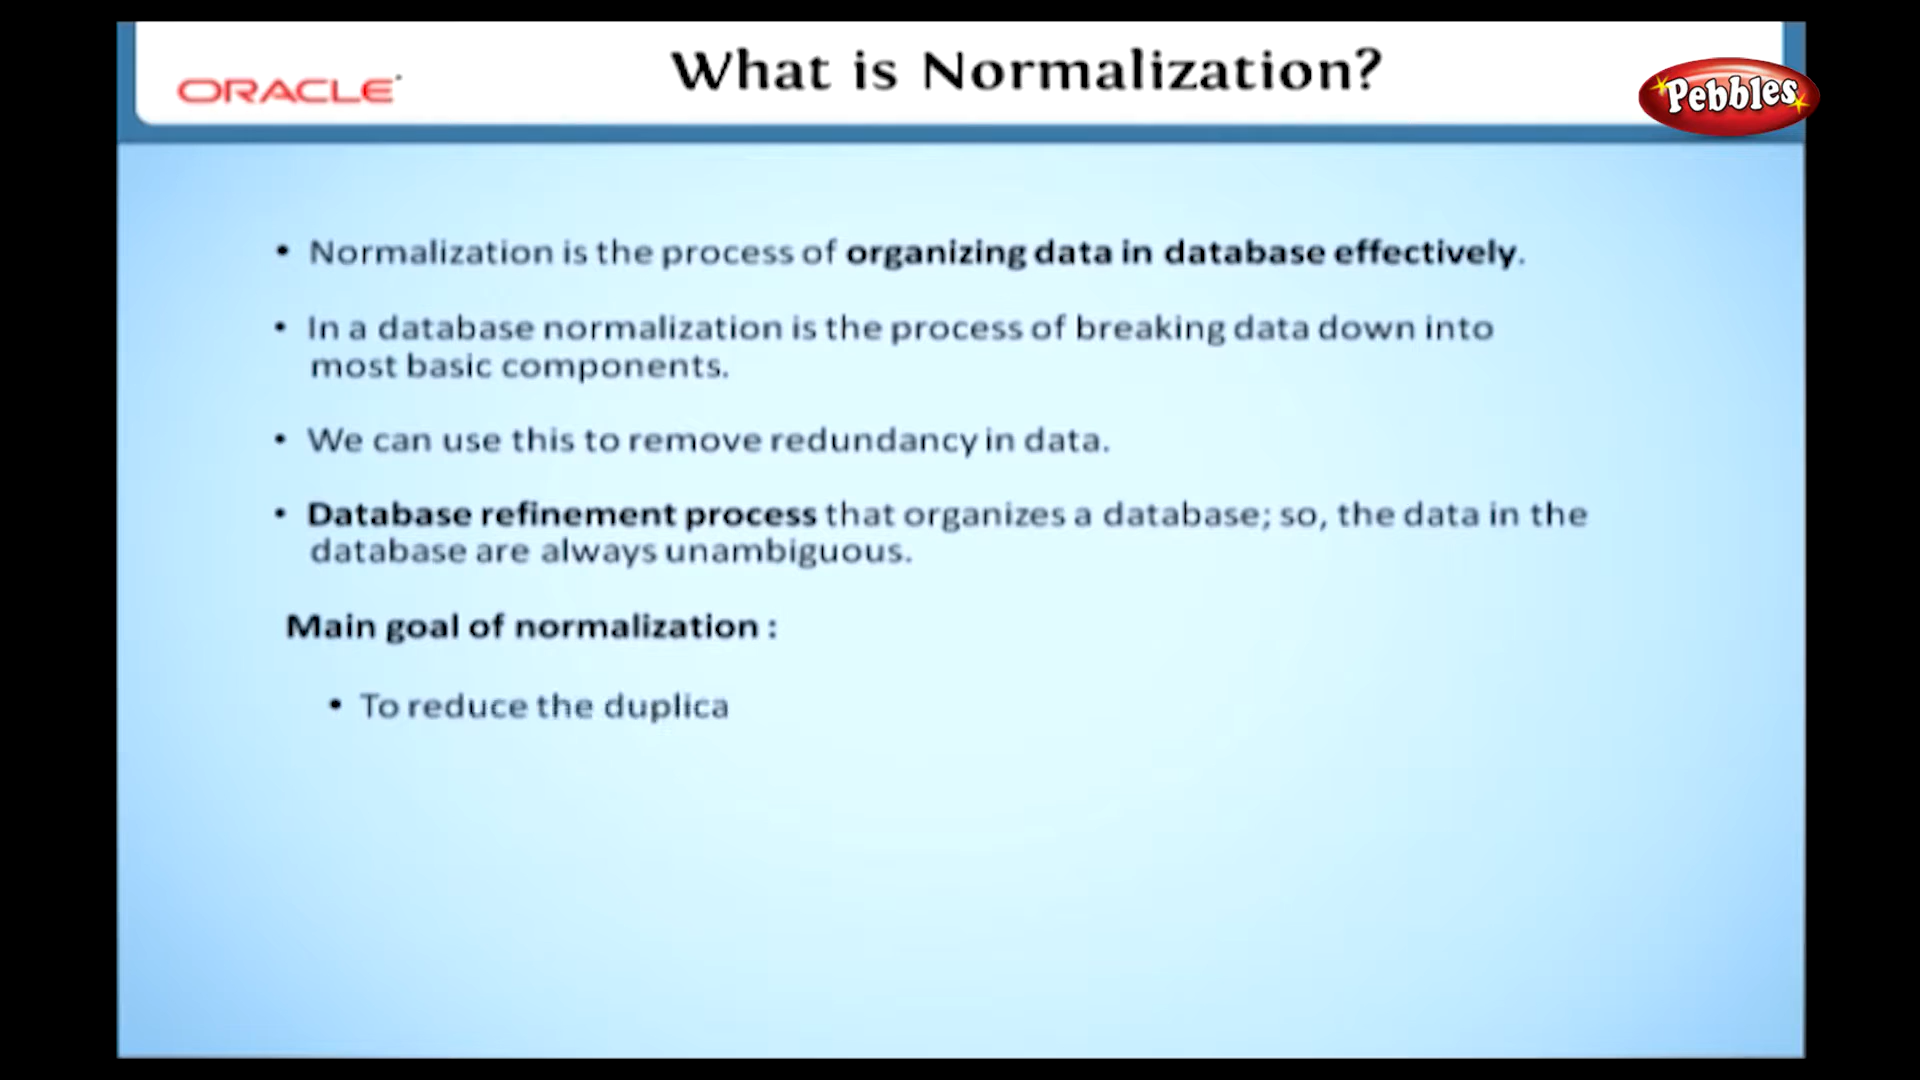 What is Normalization?
ORACLE
Pebbles
• Normalization is the process of organizing data in database effectively.
• In a database normalization is the process of breaking data down into
most basic components.
• We can use this to remove redundancy in data.
• Database refinement process that organizes a database; so, the data in the
database are always unambiguous.
Main goal of normalization :
• To reduce the duplica